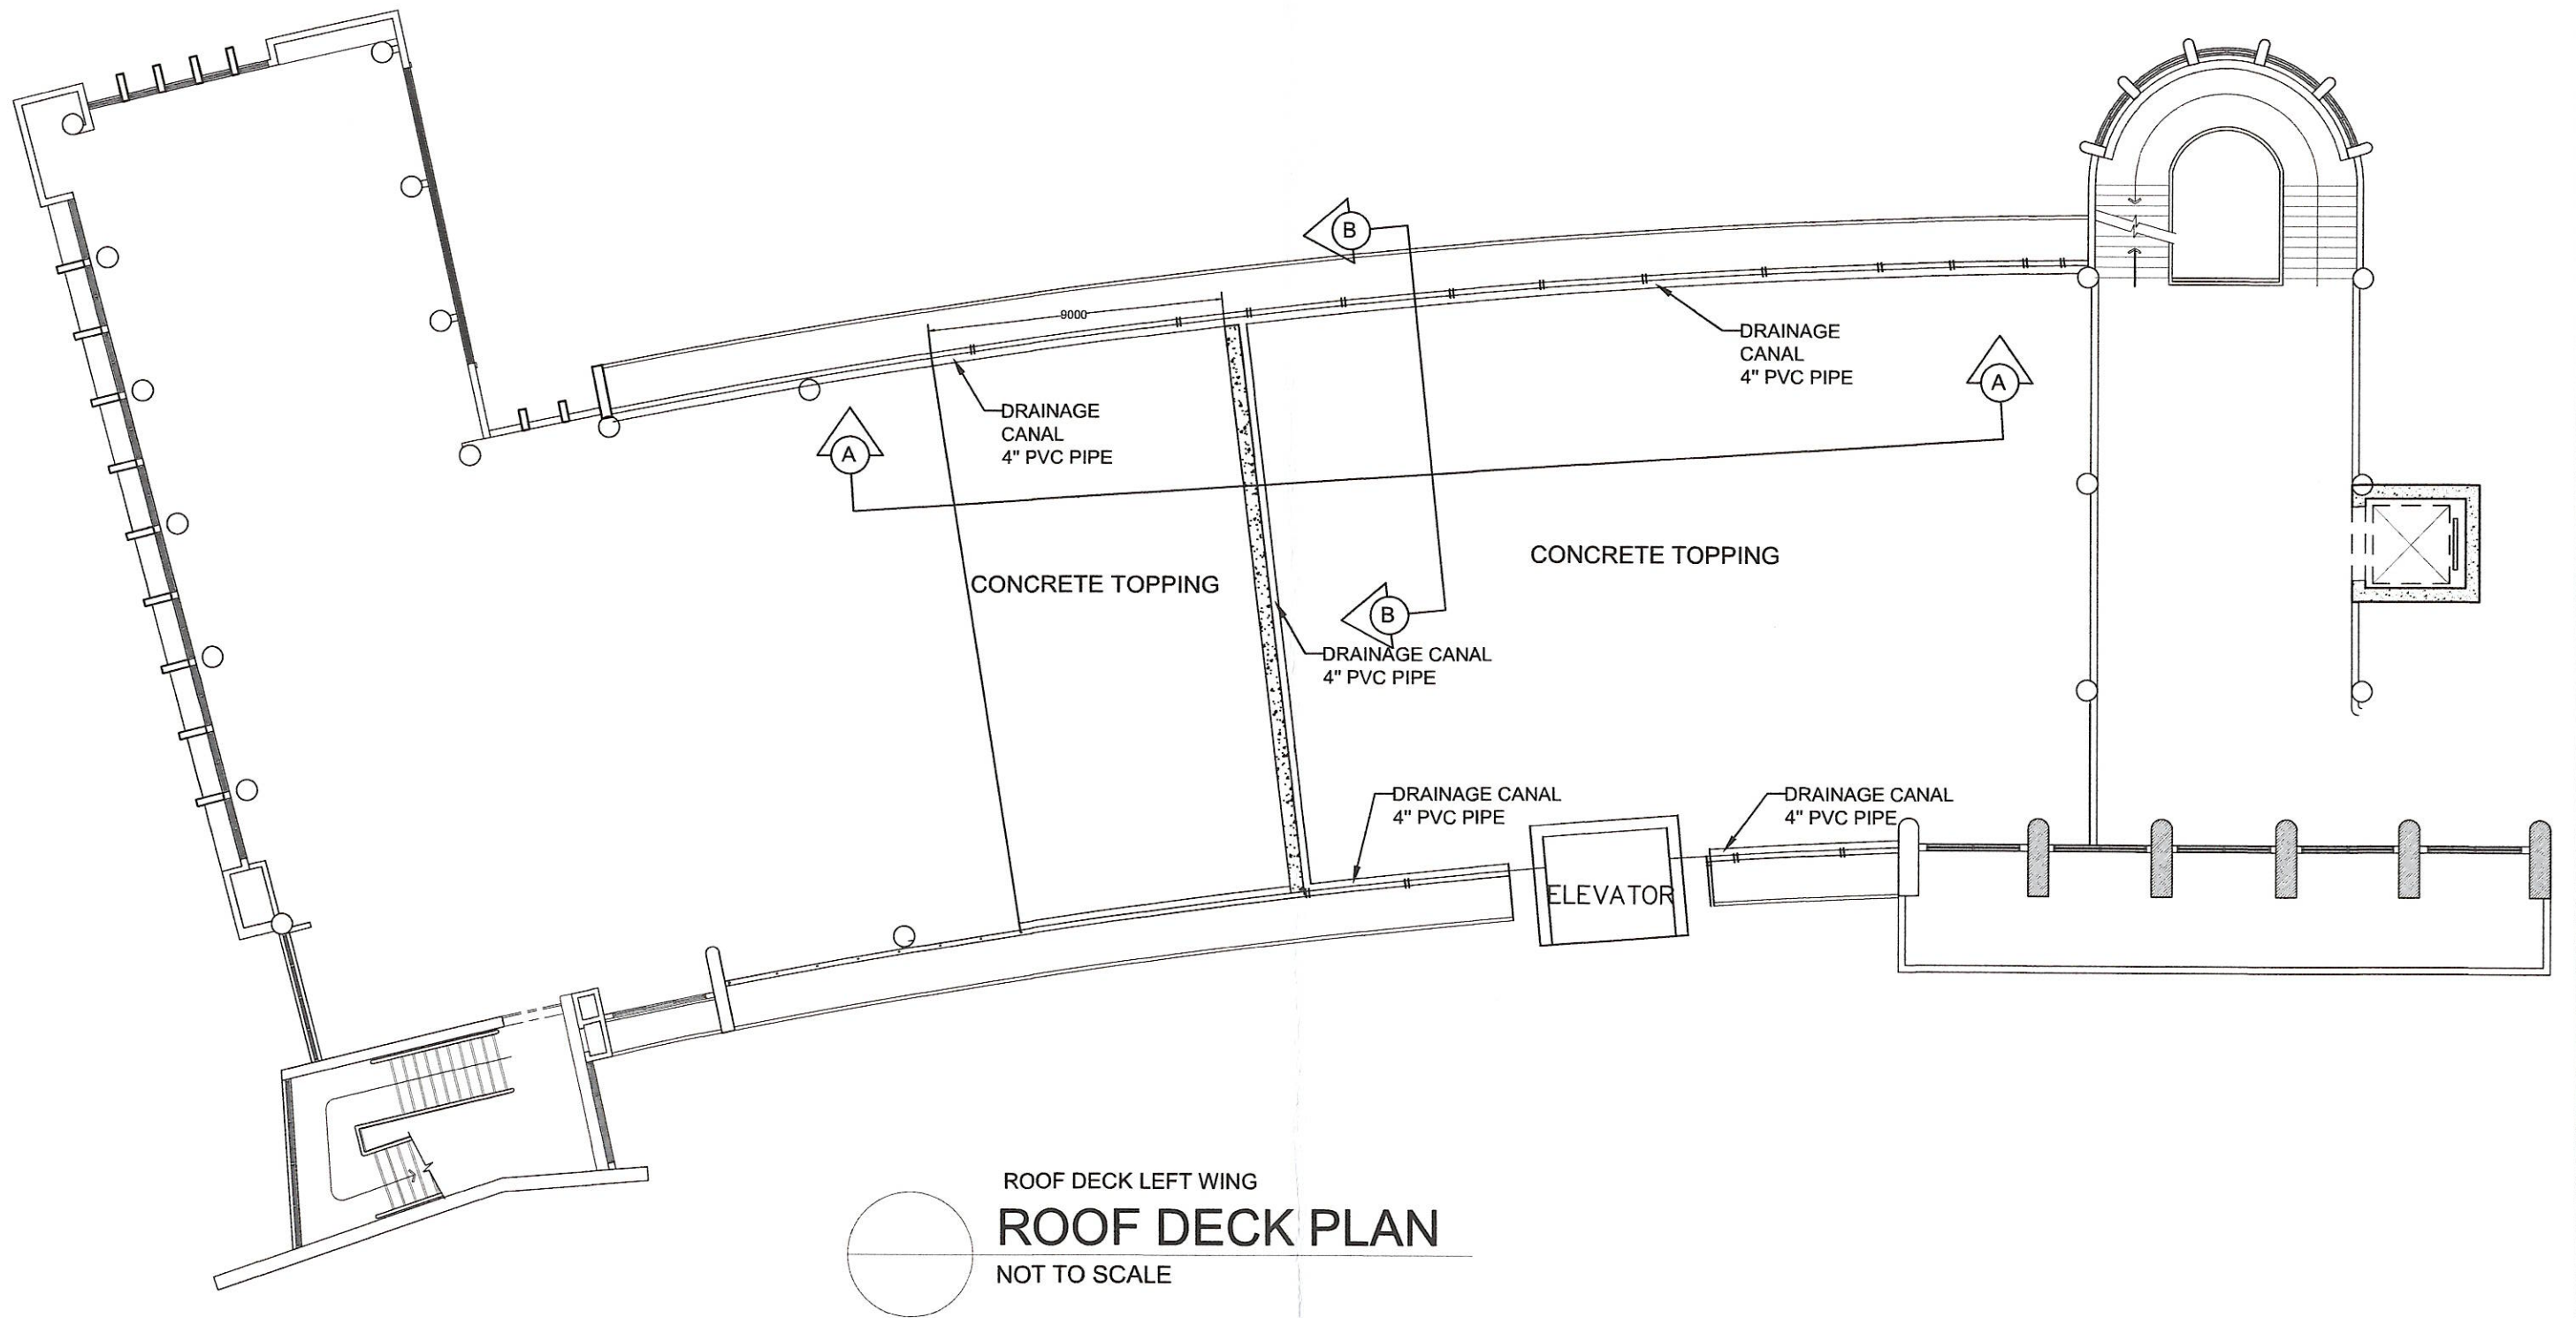 B
9000
DRAINAGE
CANAL
4" PVC PIPE
A
DRAINAGE
CANAL
4" PVC PIPE
A
CONCRETE TOPPING
CONCRETE TOPPING
B
DRAINAGE CANAL
4" PVC PIPE
DRAINAGE CANAL
4" PVC PIPE
DRAINAGE CANAL
4" PVC PIPE
ELEVATOR
ROOF DECK LEFT WING
ROOF DECK PLAN
NOT TO SCALE